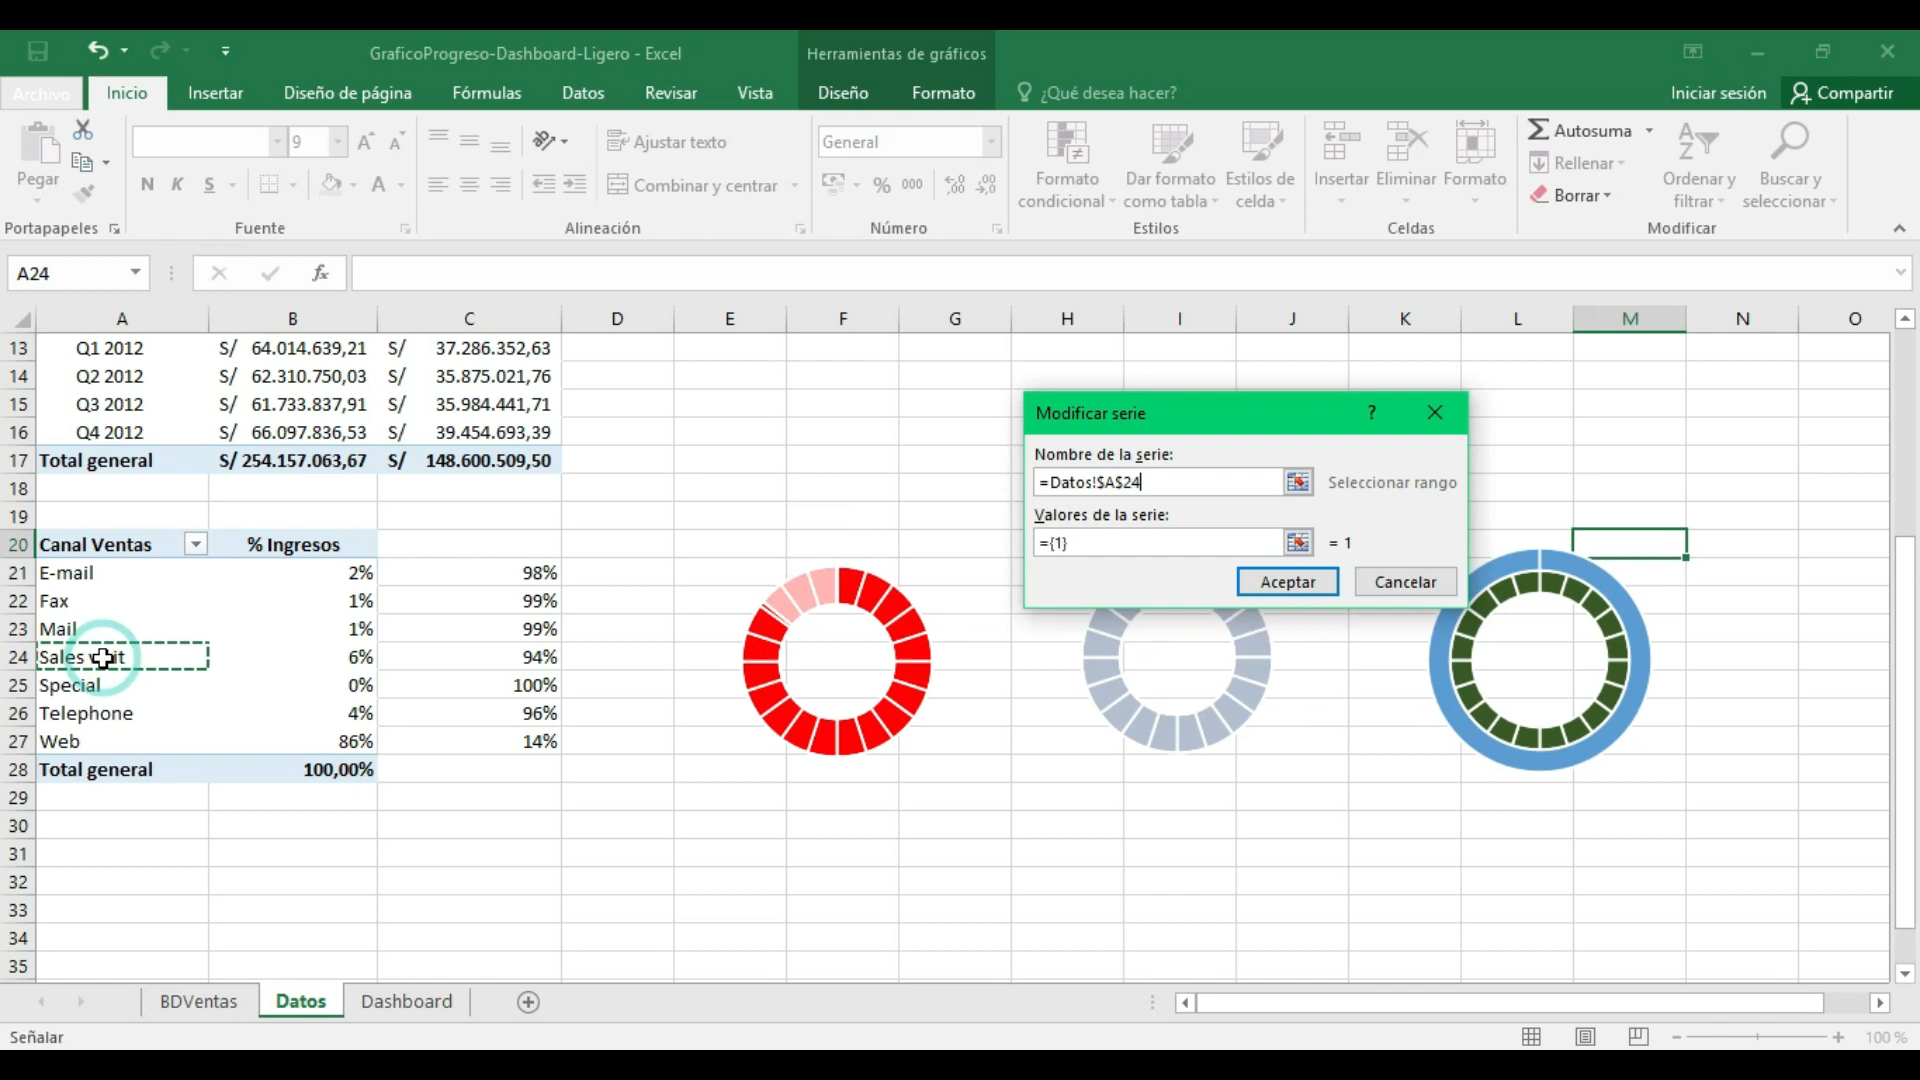 GraficoProgreso-Dashboard-Ligero - Excel
Herramientas de gráficos
Archivo
Inicio
Insertar
Diseño de página
Fórmulas
Datos
Revisar
Vista
Diseño
Formato
¿Qué desea hacer?
Iniciar sesión
Compartir
Pegar
9
N K S
Ajustar texto
Combinar y centrar
General
% 000
Formato condicional
Dar formato como tabla
Estilos de celda
Insertar
Eliminar
Formato
Autosuma
Rellenar
Borrar
Ordenar y filtrar
Buscar y seleccionar
Portapapeles
Fuente
Alineación
Número
Estilos
Celdas
Modificar
A24
fx
A B C D E F G H I J K L M N O
13 Q1 2012 S/ 64.014.639,21 S/ 37.286.352,63
14 Q2 2012 S/ 62.310.750,03 S/ 35.875.021,76
15 Q3 2012 S/ 61.733.837,91 S/ 35.984.441,71
16 Q4 2012 S/ 66.097.836,53 S/ 39.454.693,39
17 Total general S/ 254.157.063,67 S/ 148.600.509,50
18
19
20 Canal Ventas % Ingresos
21 E-mail 2% 98%
22 Fax 1% 99%
23 Mail 1% 99%
24 Sales 6% 94%
25 Special 0% 100%
26 Telephone 4% 96%
27 Web 86% 14%
28 Total general 100,00%
29
30
31
32
33
34
35
Modificar serie
?
Nombre de la serie:
=Datos!$A$24
Seleccionar rango
Valores de la serie:
={1}
= 1
Aceptar
Cancelar
BDVentas
Datos
Dashboard
Señalar
100 %